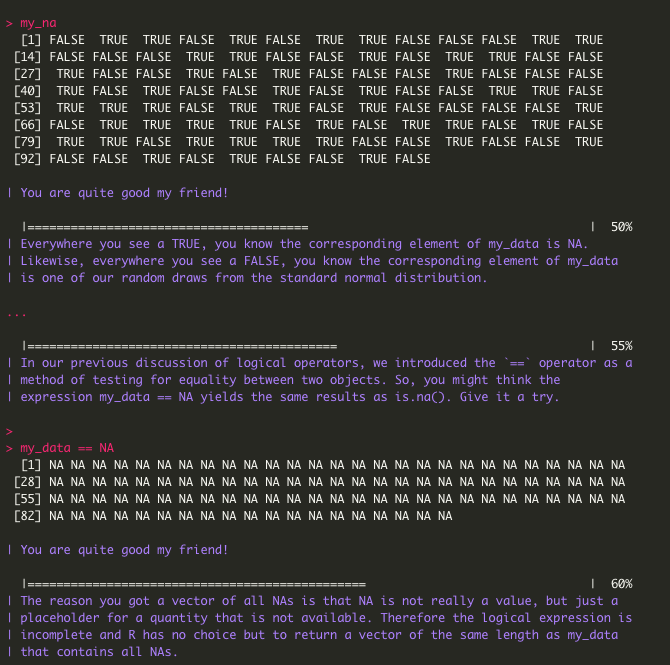 > my_na
[1] FALSE  TRUE  TRUE FALSE  TRUE FALSE  TRUE  TRUE FALSE FALSE FALSE  TRUE  TRUE
[14] FALSE FALSE FALSE  TRUE  TRUE  TRUE FALSE FALSE FALSE  TRUE  TRUE FALSE FALSE
[27]  TRUE FALSE FALSE  TRUE FALSE  TRUE FALSE FALSE FALSE  TRUE FALSE FALSE FALSE
[40]  TRUE FALSE  TRUE FALSE  TRUE  TRUE FALSE  TRUE FALSE FALSE  TRUE  TRUE FALSE
[53]  TRUE  TRUE  TRUE  TRUE  TRUE FALSE  TRUE FALSE FALSE FALSE FALSE FALSE  TRUE
[66] FALSE  TRUE  TRUE  TRUE  TRUE FALSE  TRUE FALSE  TRUE  TRUE FALSE  TRUE FALSE
[79]  TRUE  TRUE FALSE  TRUE  TRUE  TRUE FALSE FALSE  TRUE  TRUE FALSE FALSE  TRUE
[92] FALSE FALSE  TRUE FALSE  TRUE FALSE FALSE  TRUE FALSE
| You are quite good my friend!
|======================================= | 50%
| Everywhere you see a TRUE, you know the corresponding element of my_data is NA.
| Likewise, everywhere you see a FALSE, you know the corresponding element of my_data
| is one of our random draws from the standard normal distribution.
...
|=========================================== | 55%
| In our previous discussion of logical operators, we introduced the `==` operator as a
| method of testing for equality between two objects. So, you might think the
| expression my_data == NA yields the same results as is.na(). Give it a try.
>
> my_data == NA
[1] NA NA NA NA NA NA NA NA NA NA NA NA NA NA NA NA NA NA NA NA NA NA NA NA NA NA NA
[28] NA NA NA NA NA NA NA NA NA NA NA NA NA NA NA NA NA NA NA NA NA NA NA NA NA NA NA
[55] NA NA NA NA NA NA NA NA NA NA NA NA NA NA NA NA NA NA NA NA NA NA NA NA NA NA NA
[82] NA NA NA NA NA NA NA NA NA NA NA NA NA NA NA NA NA NA NA
| You are quite good my friend!
|=============================================== | 60%
| The reason you got a vector of all NAs is that NA is not really a value, but just a
| placeholder for a quantity that is not available. Therefore the logical expression is
| incomplete and R has no choice but to return a vector of the same length as my_data
| that contains all NAs.